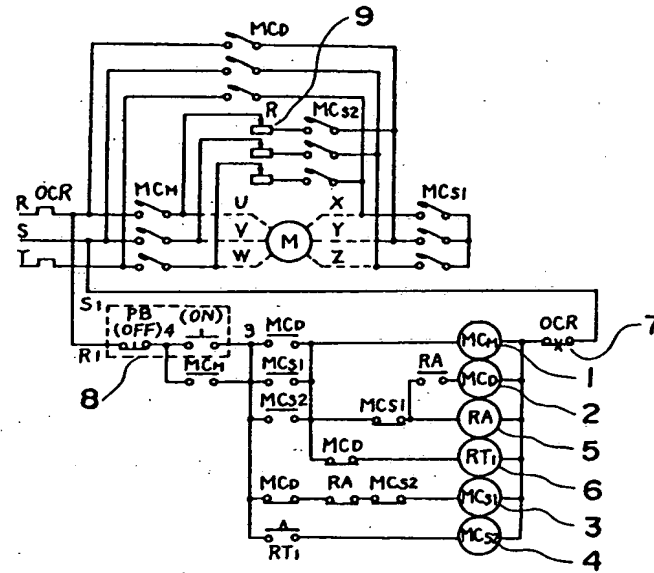 MCD
9
R
MCS2
R OCR
MCM
U
X
MCS1
S
V
M
Y
T
W
Z
S1
PB
(OFF)
4
(ON)
3
MCD
MCM
OCR
7
R1
1
8
MCM
MCS1
RA
MCD
2
MCS2
MCS1
RA
5
MCD
RT1
6
MCD
RA
MCS2
MCS1
3
RT1
MCS2
4